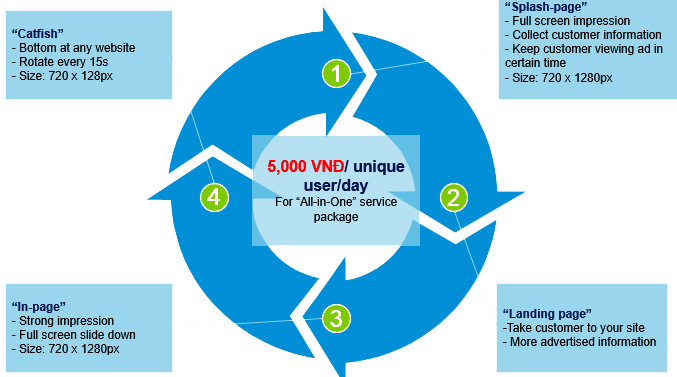 “Catfish”
- Bottom at any website
- Rotate every 15s
- Size: 720 x 128px
“Splash-page”
- Full screen impression
- Collect customer information
- Keep customer viewing ad in
certain time
- Size: 720 x 1280px
1
5,000 VNĐ/ unique
user/day
For “All-in-One” service
package
4
2
3
“In-page”
- Strong impression
- Full screen slide down
- Size: 720 x 1280px
“Landing page”
-Take customer to your site
- More advertised information